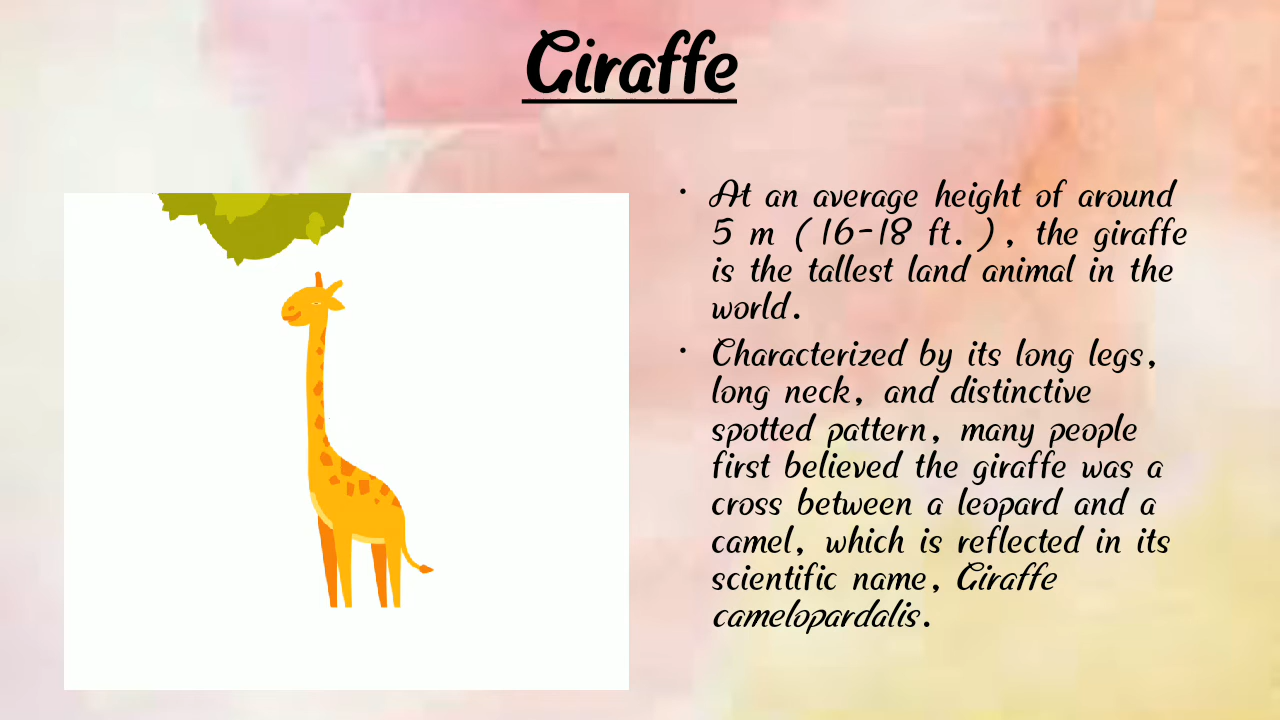 Giraffe
• At an average height of around
5 m (16-18 ft.), the giraffe
is the tallest land animal in the
world.
• Characterized by its long legs,
long neck, and distinctive
spotted pattern, many people
first believed the giraffe was a
cross between a leopard and a
camel, which is reflected in its
scientific name, Giraffe
camelopardalis.